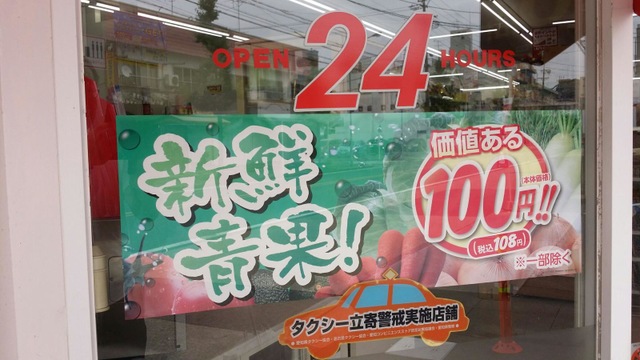 OPEN 24 HOURS
新鮮
青果!
価値ある
100円!!
(本体価格)
(税込108円)
※一部除く
タクシー立寄警戒実施店舗